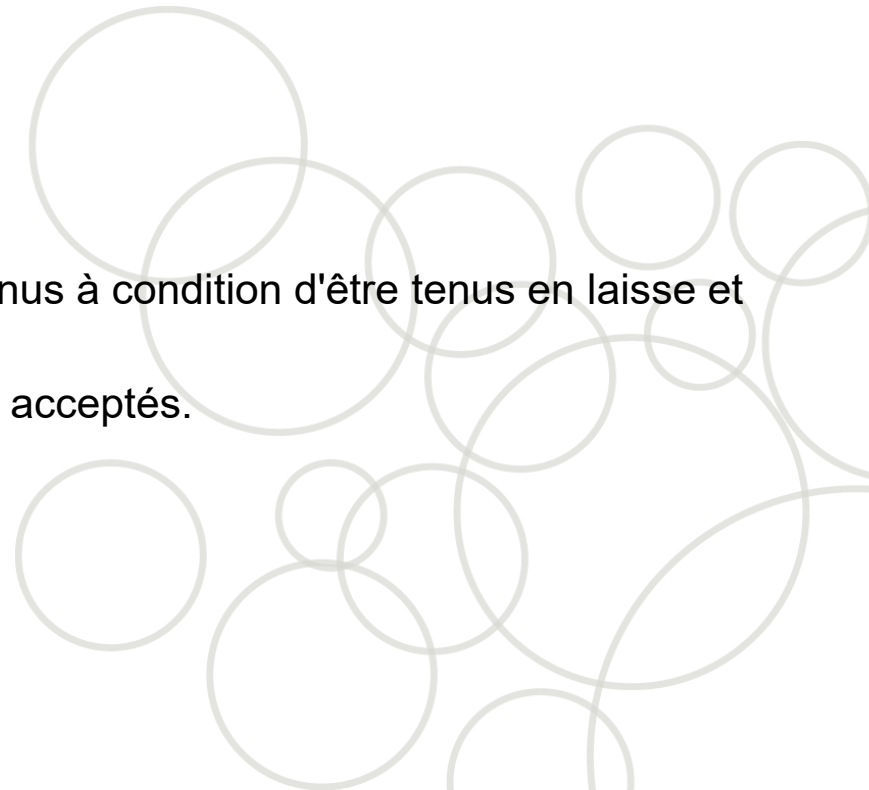 nus à condition d'être tenus en laisse et
acceptés.